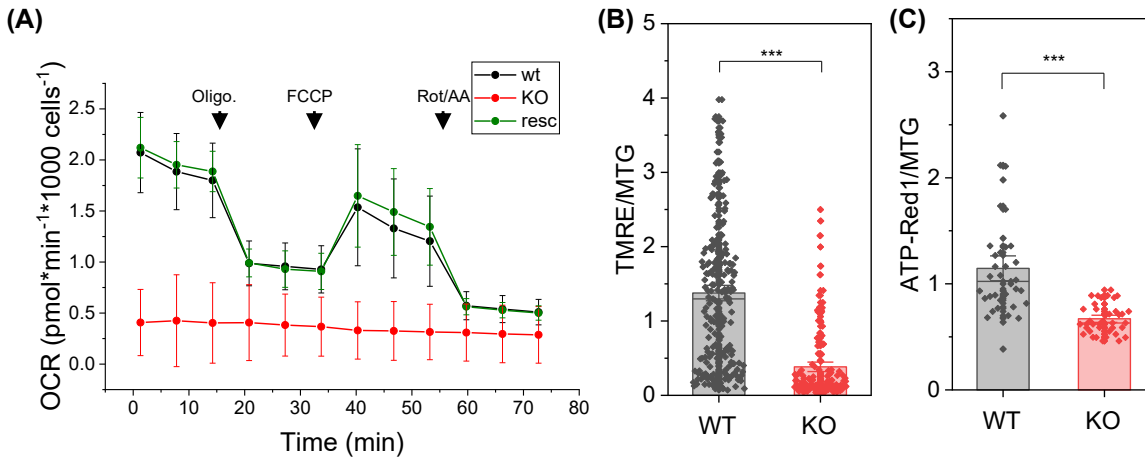 (A)
OCR (pmol*min⁻¹*1000 cells⁻¹)
2.5
2.0
1.5
1.0
0.5
0.0
0 10 20 30 40 50 60 70 80
Time (min)
Oligo.
FCCP
Rot/AA
wt
KO
resc
(B)
TMRE/MTG
5
4
3
2
1
0
***
WT KO
(C)
ATP-Red1/MTG
3
2
1
0
***
WT KO